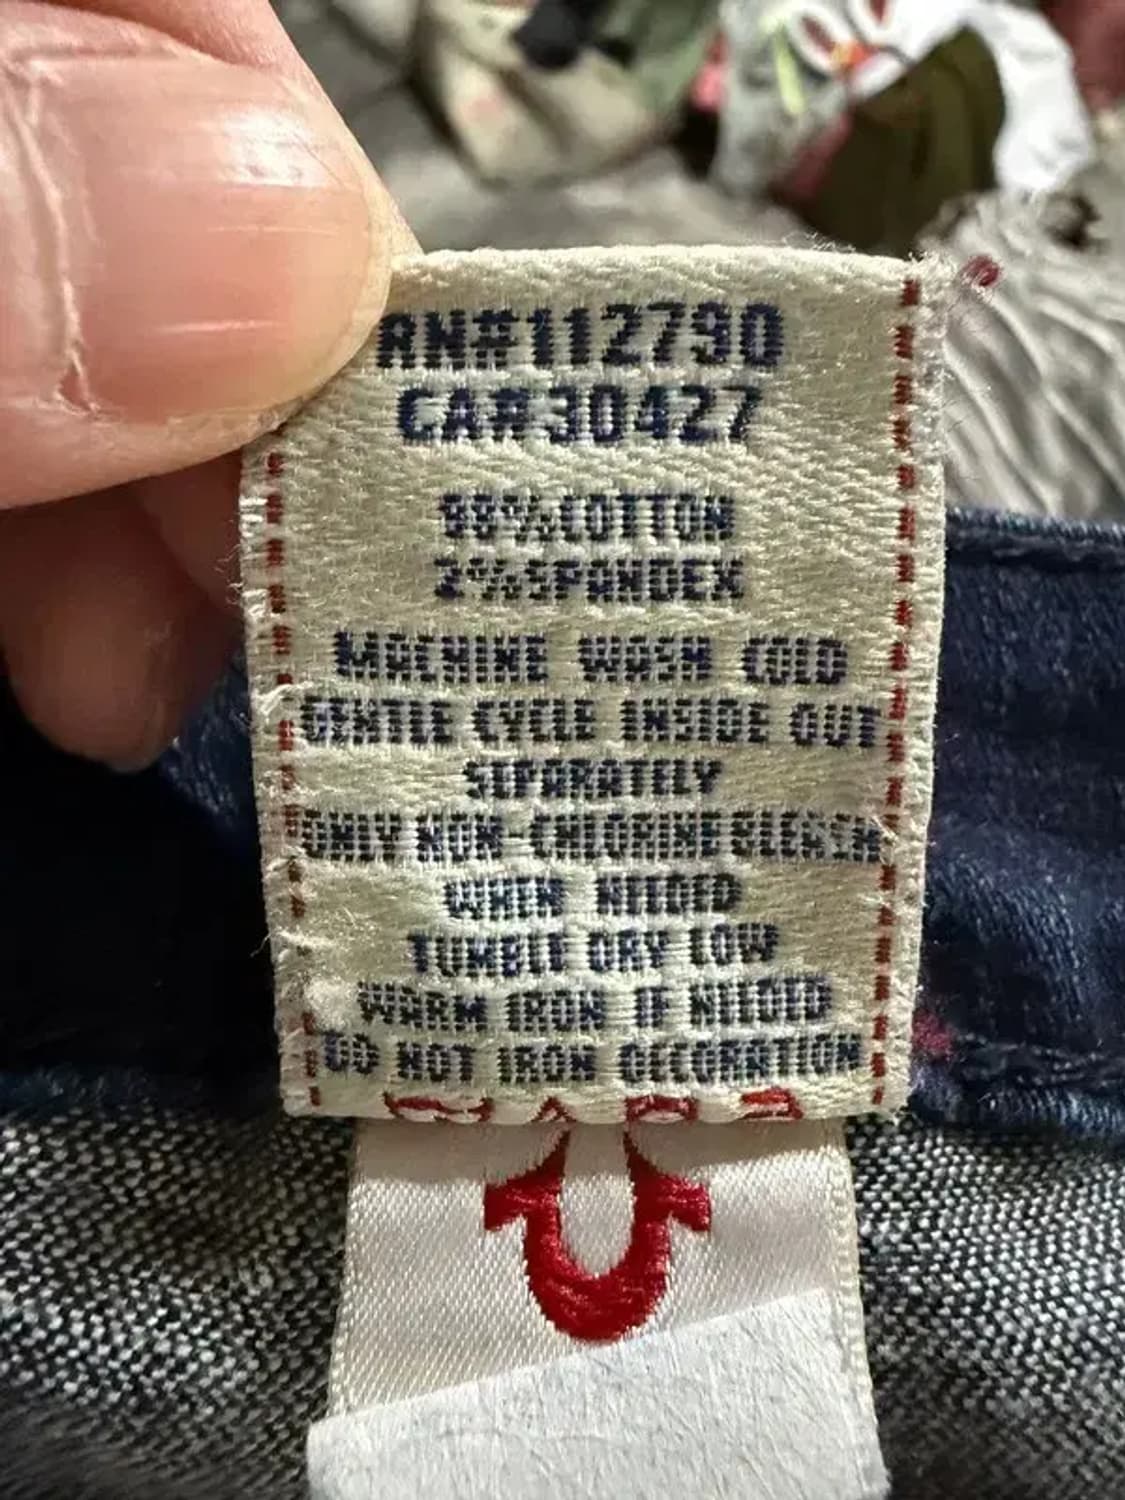 RN#112790
CA#30427
98%COTTON
2%SPANDEX
MACHINE WASH COLD
GENTLE CYCLE INSIDE OUT
SEPARATELY
ONLY NON-CHLORINE BLEACH
WHEN NEEDED
TUMBLE DRY LOW
WARM IRON IF NEEDED
DO NOT IRON DECORATION
CARE